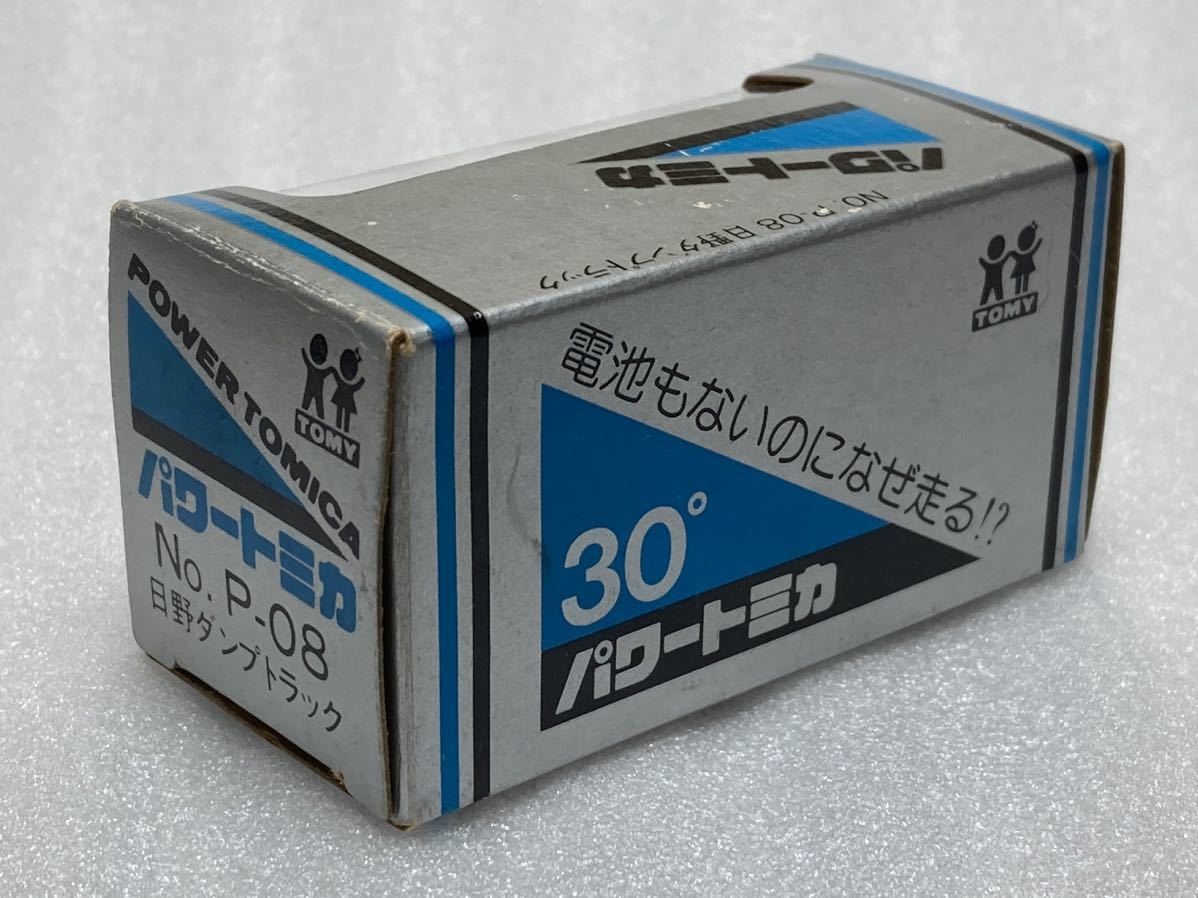 パワートミカ
NO. P-08 日野ダンプトラック
TOMY
電池もないのになぜ走る!?
30°
パワートミカ
POWER TOMICA
TOMY
パワートミカ
No. P-08
日野ダンプトラック